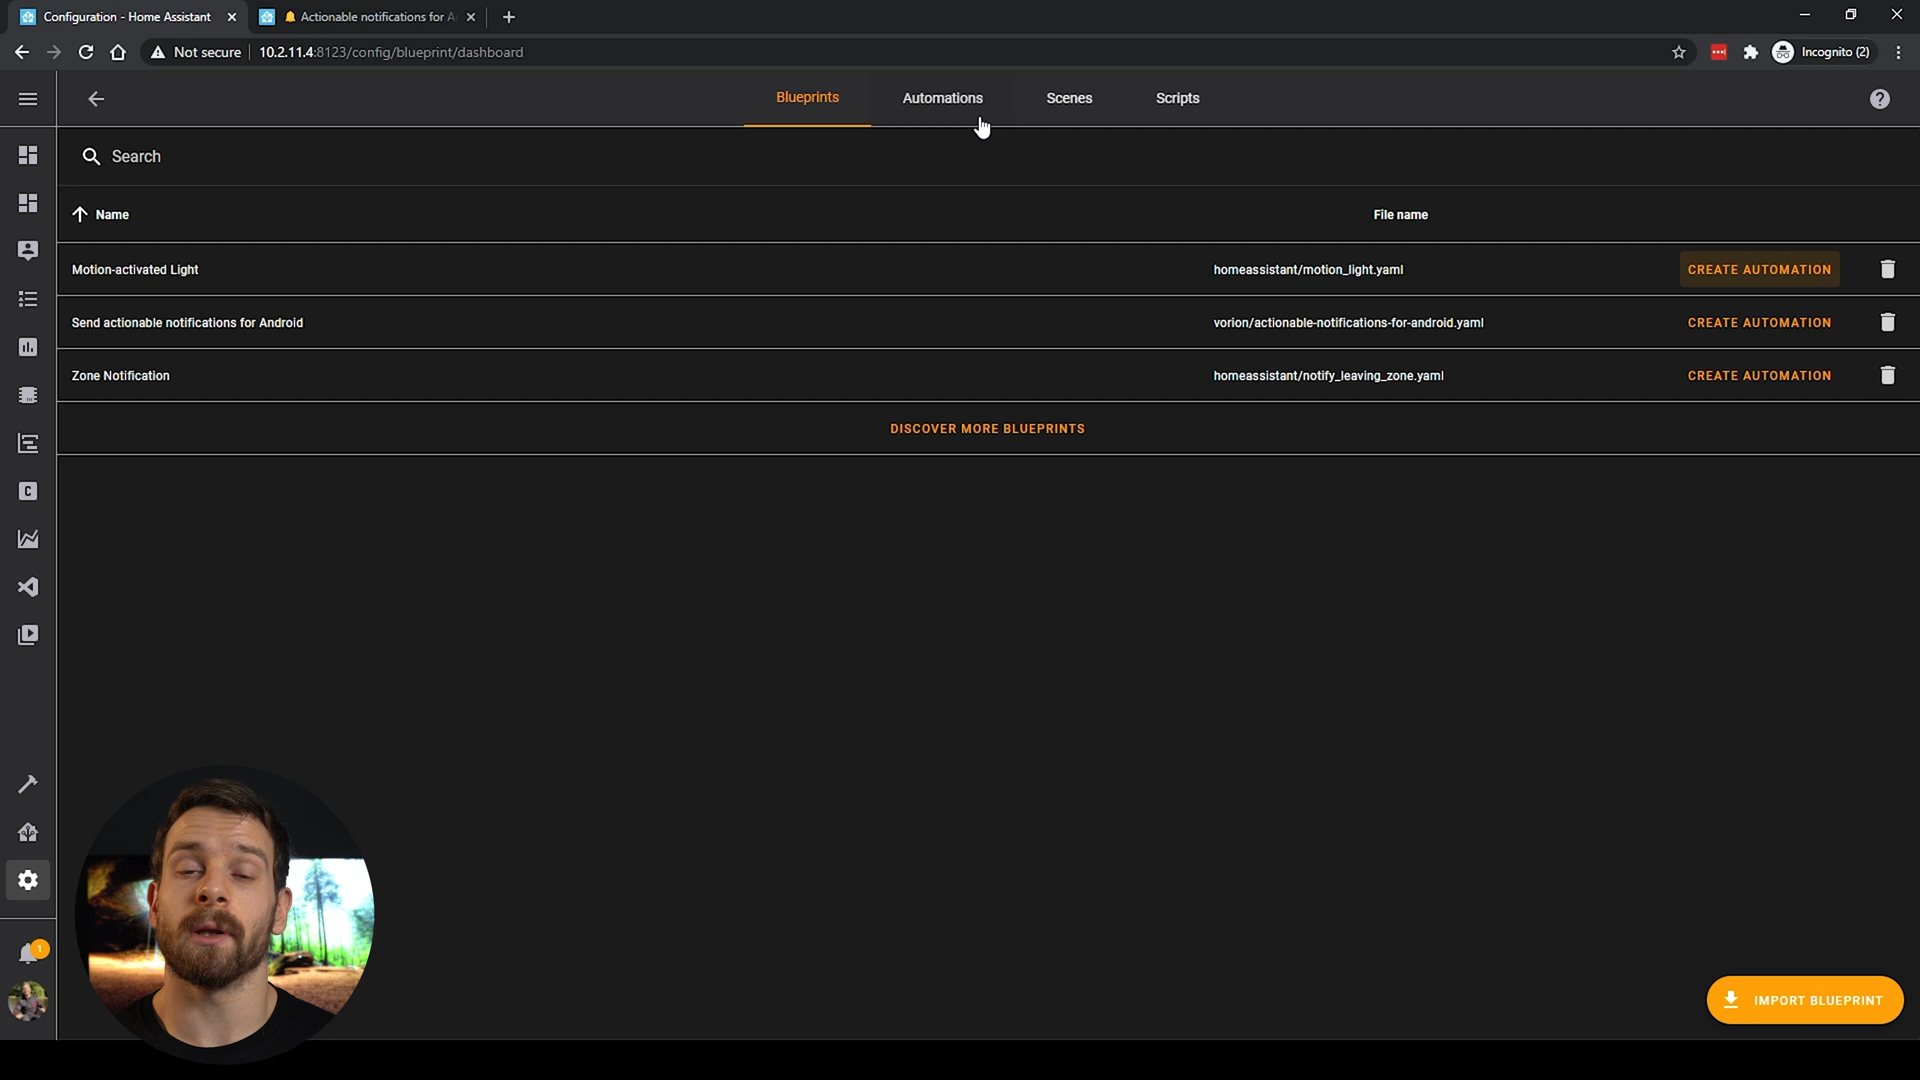 Configuration - Home Assistant
Actionable notifications for A
Not secure
10.2.11.4:8123/config/blueprint/dashboard
Incognito (2)
Blueprints
Automations
Scenes
Scripts
Search
Name
File name
Motion-activated Light
homeassistant/motion_light.yaml
CREATE AUTOMATION
Send actionable notifications for Android
vorion/actionable-notifications-for-android.yaml
CREATE AUTOMATION
Zone Notification
homeassistant/notify_leaving_zone.yaml
CREATE AUTOMATION
DISCOVER MORE BLUEPRINTS
C
1
IMPORT BLUEPRINT